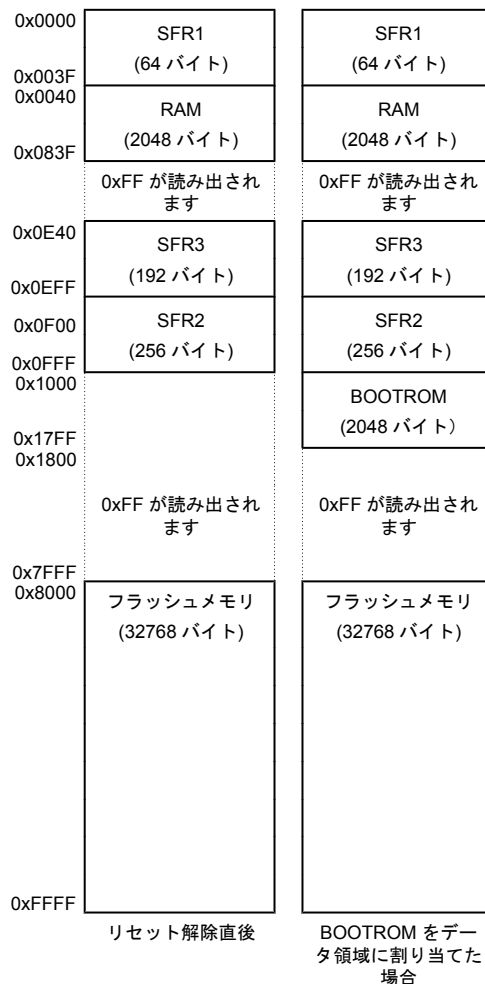 0x0000
SFR1
(64 バイト)
SFR1
(64 バイト)
0x003F
0x0040
RAM
(2048 バイト)
RAM
(2048 バイト)
0x083F
0xFF が読み出され
ます
0xFF が読み出され
ます
0x0E40
SFR3
(192 バイト)
SFR3
(192 バイト)
0x0EFF
0x0F00
SFR2
(256 バイト)
SFR2
(256 バイト)
0x0FFF
0x1000
BOOTROM
(2048 バイト)
0x17FF
0x1800
0xFF が読み出され
ます
0xFF が読み出され
ます
0x7FFF
0x8000
フラッシュメモリ
(32768 バイト)
フラッシュメモリ
(32768 バイト)
0xFFFF
リセット解除直後
BOOTROM をデー
タ領域に割り当てた
場合